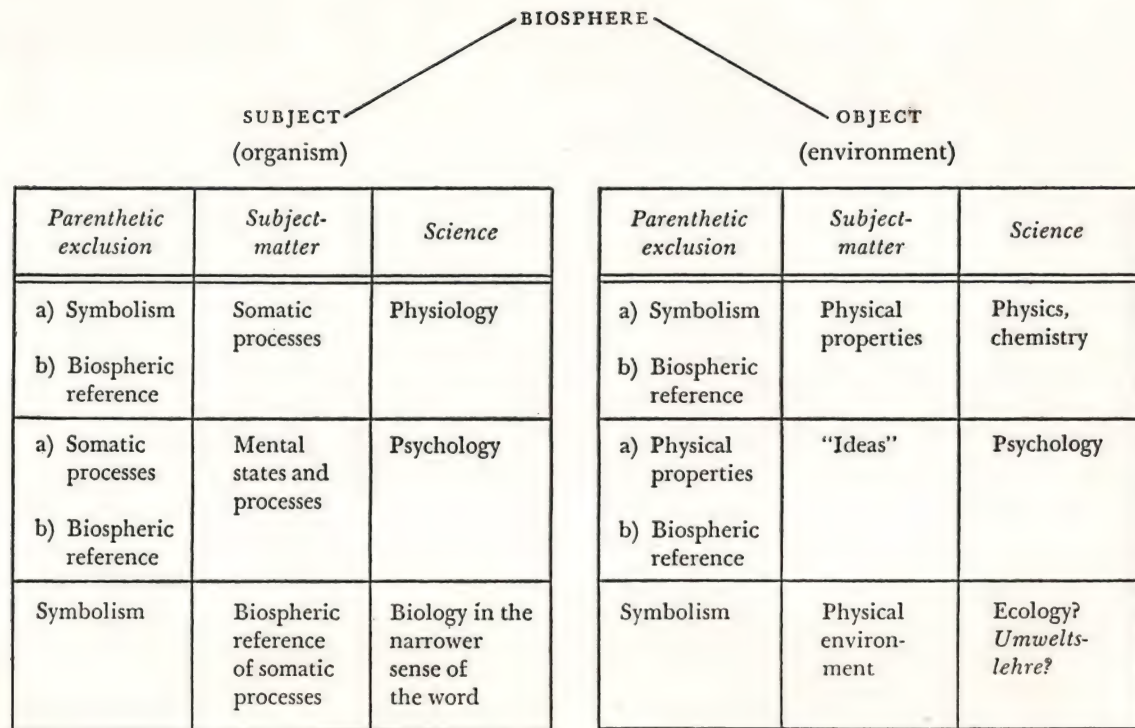 BIOSPHERE
SUBJECT
(organism)
OBJECT
(environment)
Parenthetic
exclusion
Subject-
matter
Science
a) Symbolism
b) Biospheric
reference
Somatic
processes
Physiology
a) Somatic
processes
b) Biospheric
reference
Mental
states and
processes
Psychology
Symbolism
Biospheric
reference
of somatic
processes
Biology in the
narrower
sense of
the word
Parenthetic
exclusion
Subject-
matter
Science
a) Symbolism
b) Biospheric
reference
Physical
properties
Physics,
chemistry
a) Physical
properties
b) Biospheric
reference
"Ideas"
Psychology
Symbolism
Physical
environ-
ment
Ecology?
Umwelts-
lehre?